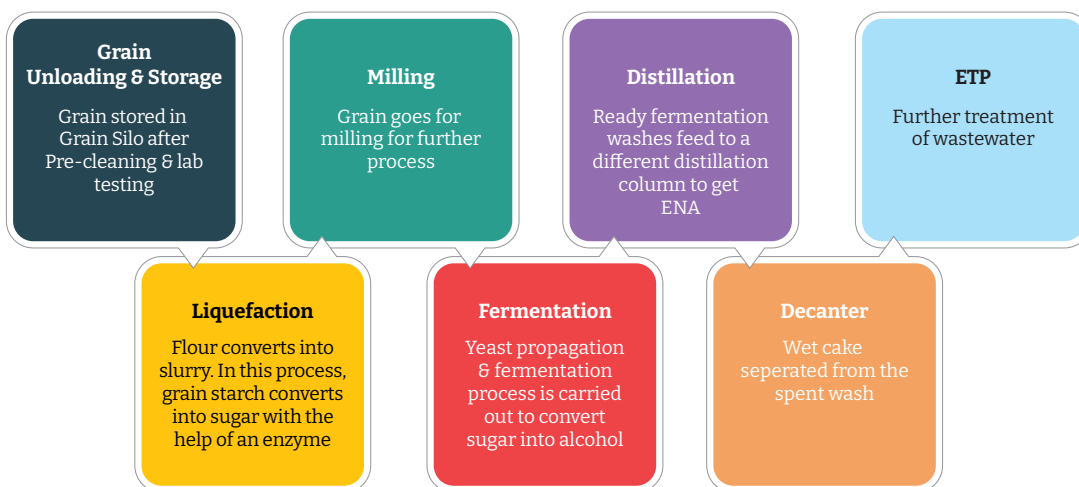 Grain
Unloading & Storage
Grain stored in
Grain Silo after
Pre-cleaning & lab
testing
Liquefaction
Flour converts into
slurry. In this process,
grain starch converts
into sugar with the
help of an enzyme
Milling
Grain goes for
milling for further
process
Fermentation
Yeast propagation
& fermentation
process is carried
out to convert
sugar into alcohol
Distillation
Ready fermentation
washes feed to a
different distillation
column to get
ENA
Decanter
Wet cake
seperated from the
spent wash
ETP
Further treatment
of wastewater